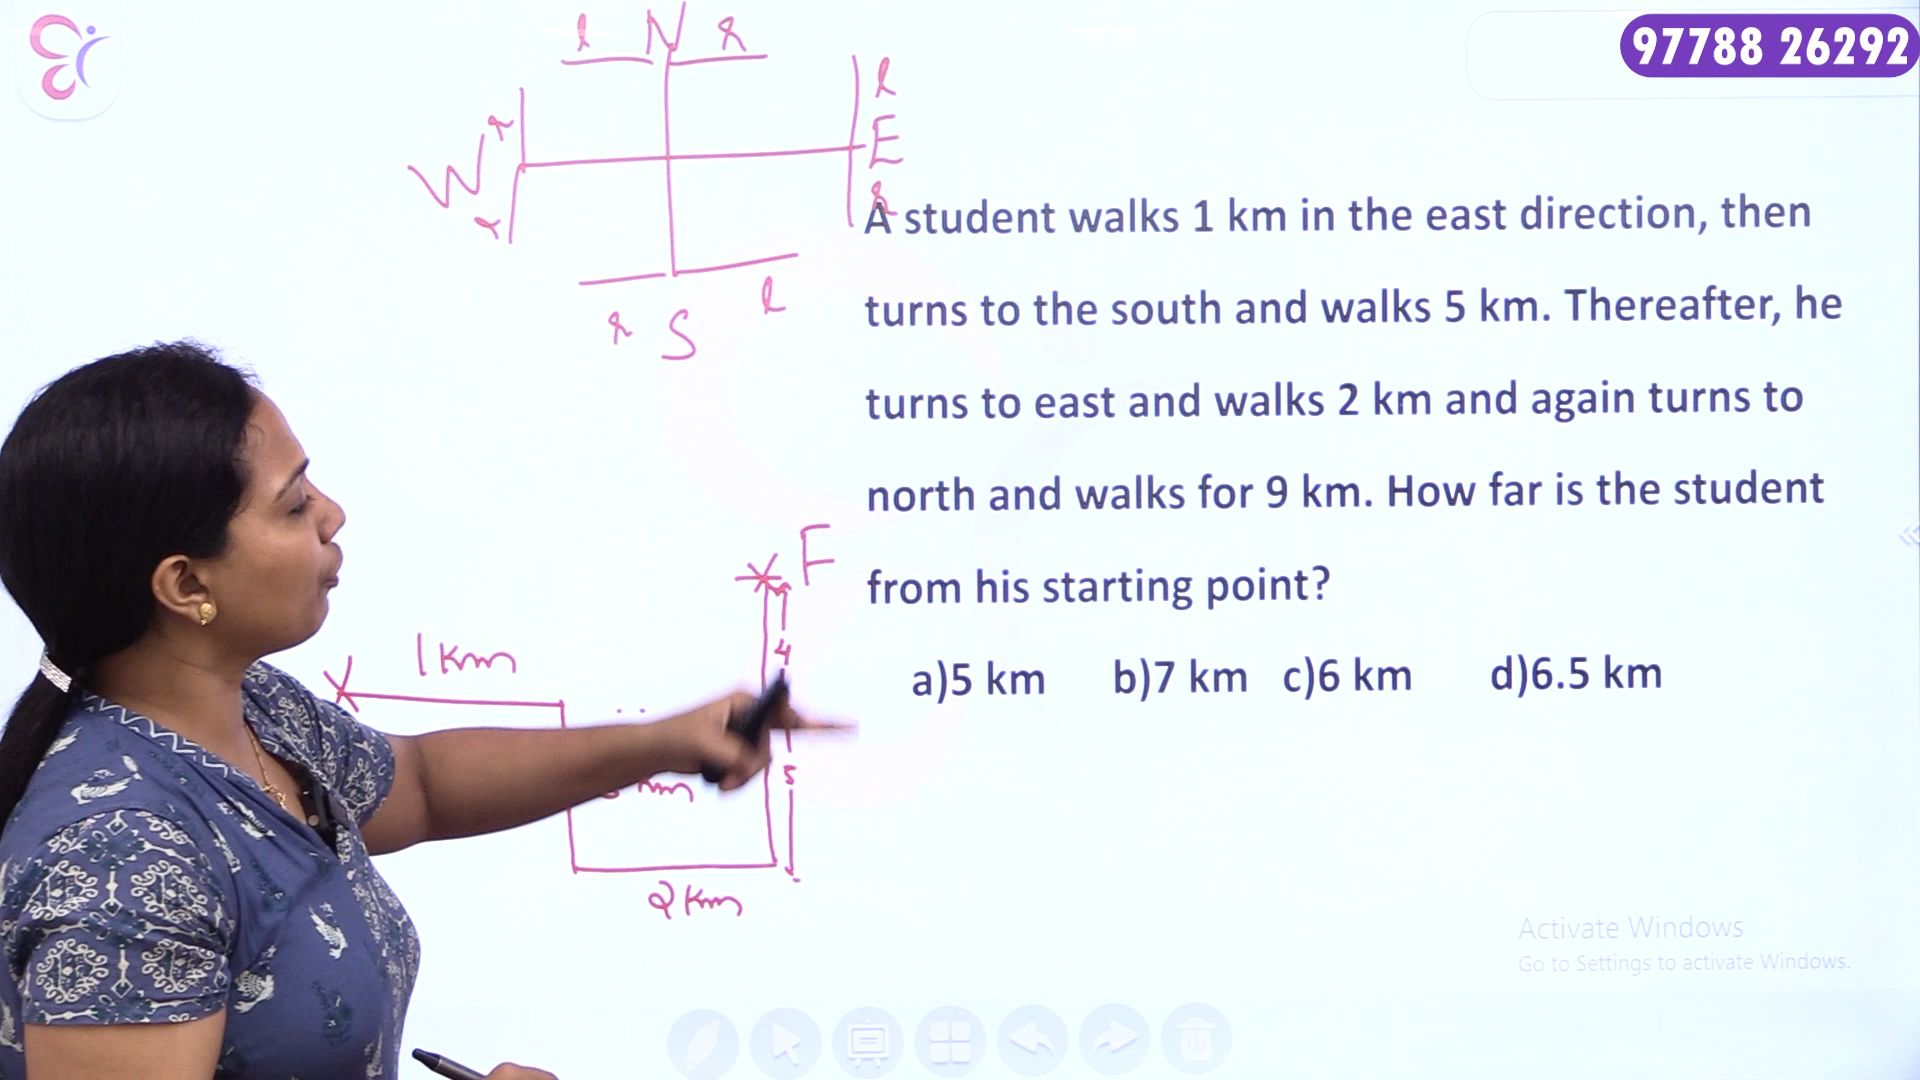 97788 26292
l N r
l
W r E
r
l
r S l
A student walks 1 km in the east direction, then
turns to the south and walks 5 km. Thereafter, he
turns to east and walks 2 km and again turns to
north and walks for 9 km. How far is the student
from his starting point?
a)5 km b)7 km c)6 km d)6.5 km
F
4
1km
5
km
2km
Activate Windows
Go to Settings to activate Windows.